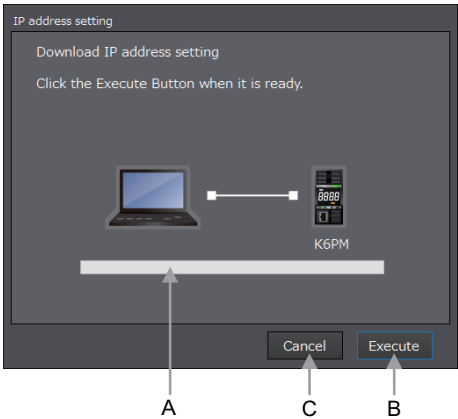 IP address setting
Download IP address setting
Click the Execute Button when it is ready.
8888
K6PM
Cancel Execute
A C B